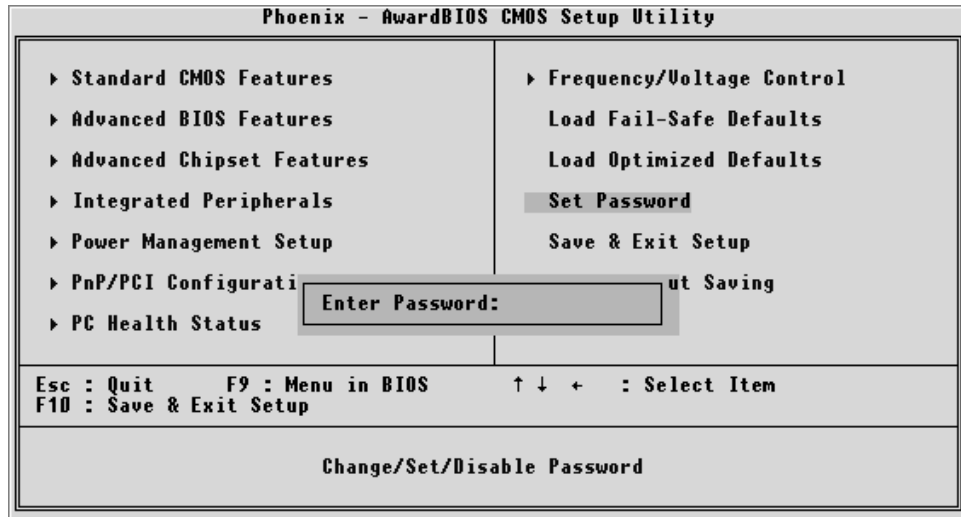 Phoenix - AwardBIOS CMOS Setup Utility
▸ Standard CMOS Features
▸ Advanced BIOS Features
▸ Advanced Chipset Features
▸ Integrated Peripherals
▸ Power Management Setup
▸ PnP/PCI Configurati
▸ PC Health Status
▸ Frequency/Voltage Control
Load Fail-Safe Defaults
Load Optimized Defaults
Set Password
Save & Exit Setup
ut Saving
Enter Password:
Esc : Quit F9 : Menu in BIOS ↑ ↓ ← : Select Item
F10 : Save & Exit Setup
Change/Set/Disable Password